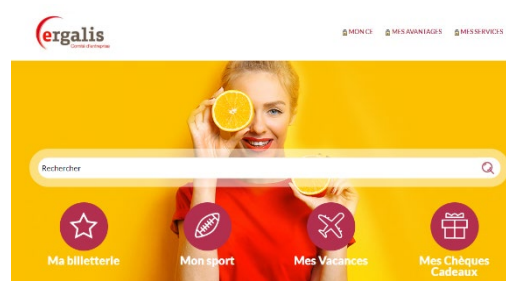 ergalis
Comité d'entreprise
MON CE MES AVANTAGES MES SERVICES
Rechercher
Ma billetterie Mon sport Mes Vacances Mes Chèques
Cadeaux